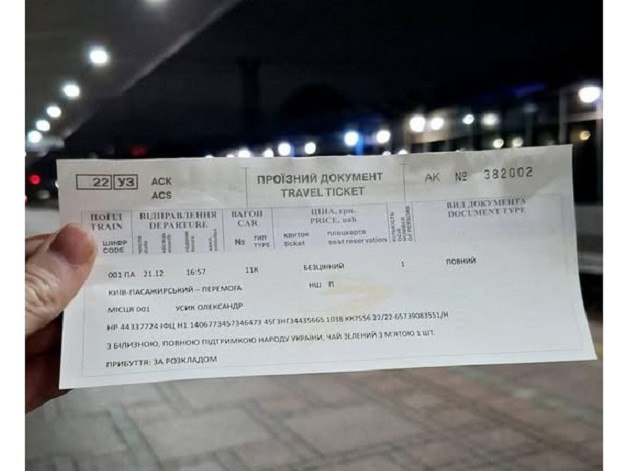 22 УЗ АСК ACS ПРОЇЗНИЙ ДОКУМЕНТ TRAVEL TICKET АК № 382002
ПОЇЗД TRAIN ВІДПРАВЛЕННЯ DEPARTURE ВАГОН CAR ЦІНА, грн. PRICE, uah ВИД ДОКУМЕНТА DOCUMENT TYPE
ШИФР CODE № ТИП TYPE квиток ticket плацкарта seat reservation
001 ПА 21.12 16:57 11К БЕЗЦІННИЙ 1 ПОВНИЙ
КИЇВ-ПАСАЖИРСЬКИЙ – ПЕРЕМОГА НШ П
МІСЦЯ 001 УСИК ОЛЕКСАНДР
З БІЛИЗНОЮ, ПОВНОЮ ПІДТРИМКОЮ НАРОДУ УКРАЇНИ, ЧАЙ ЗЕЛЕНИЙ З М'ЯТОЮ 1 ШТ.
ПРИБУТТЯ: ЗА РОЗКЛАДОМ